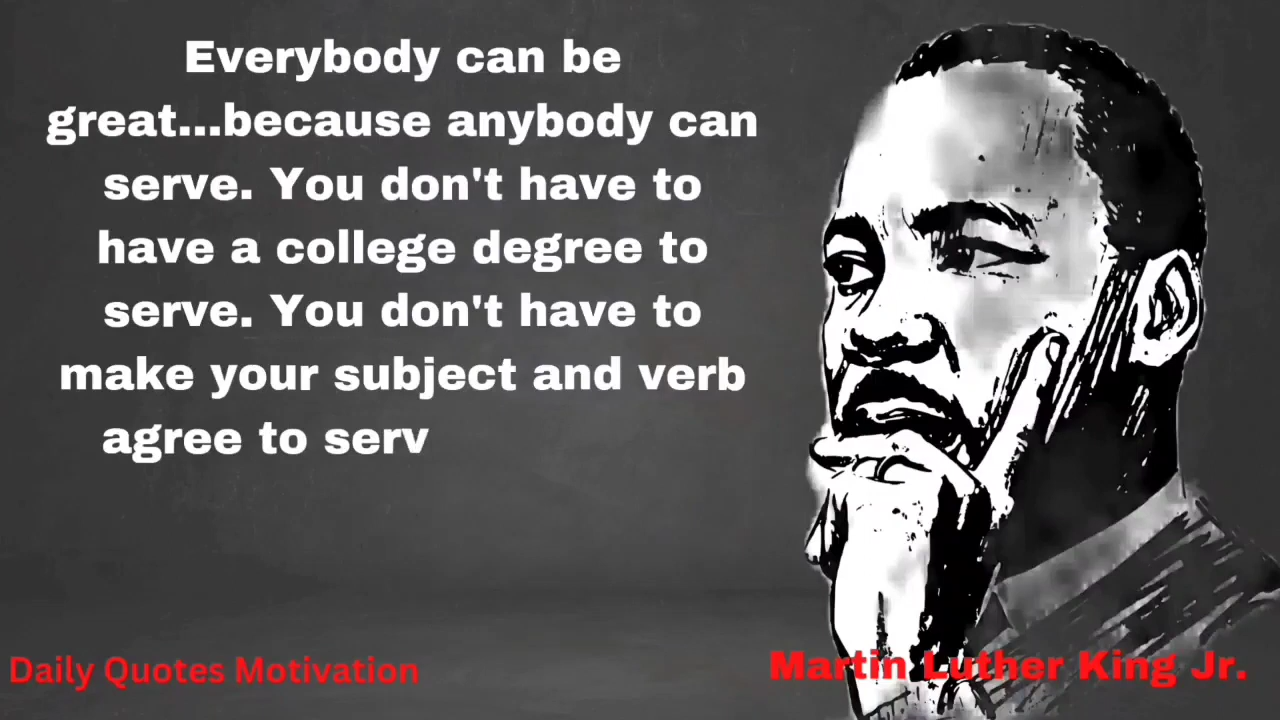 Everybody can be
great...because anybody can
serve. You don't have to
have a college degree to
serve. You don't have to
make your subject and verb
agree to serv
Daily Quotes Motivation
Martin Luther King Jr.